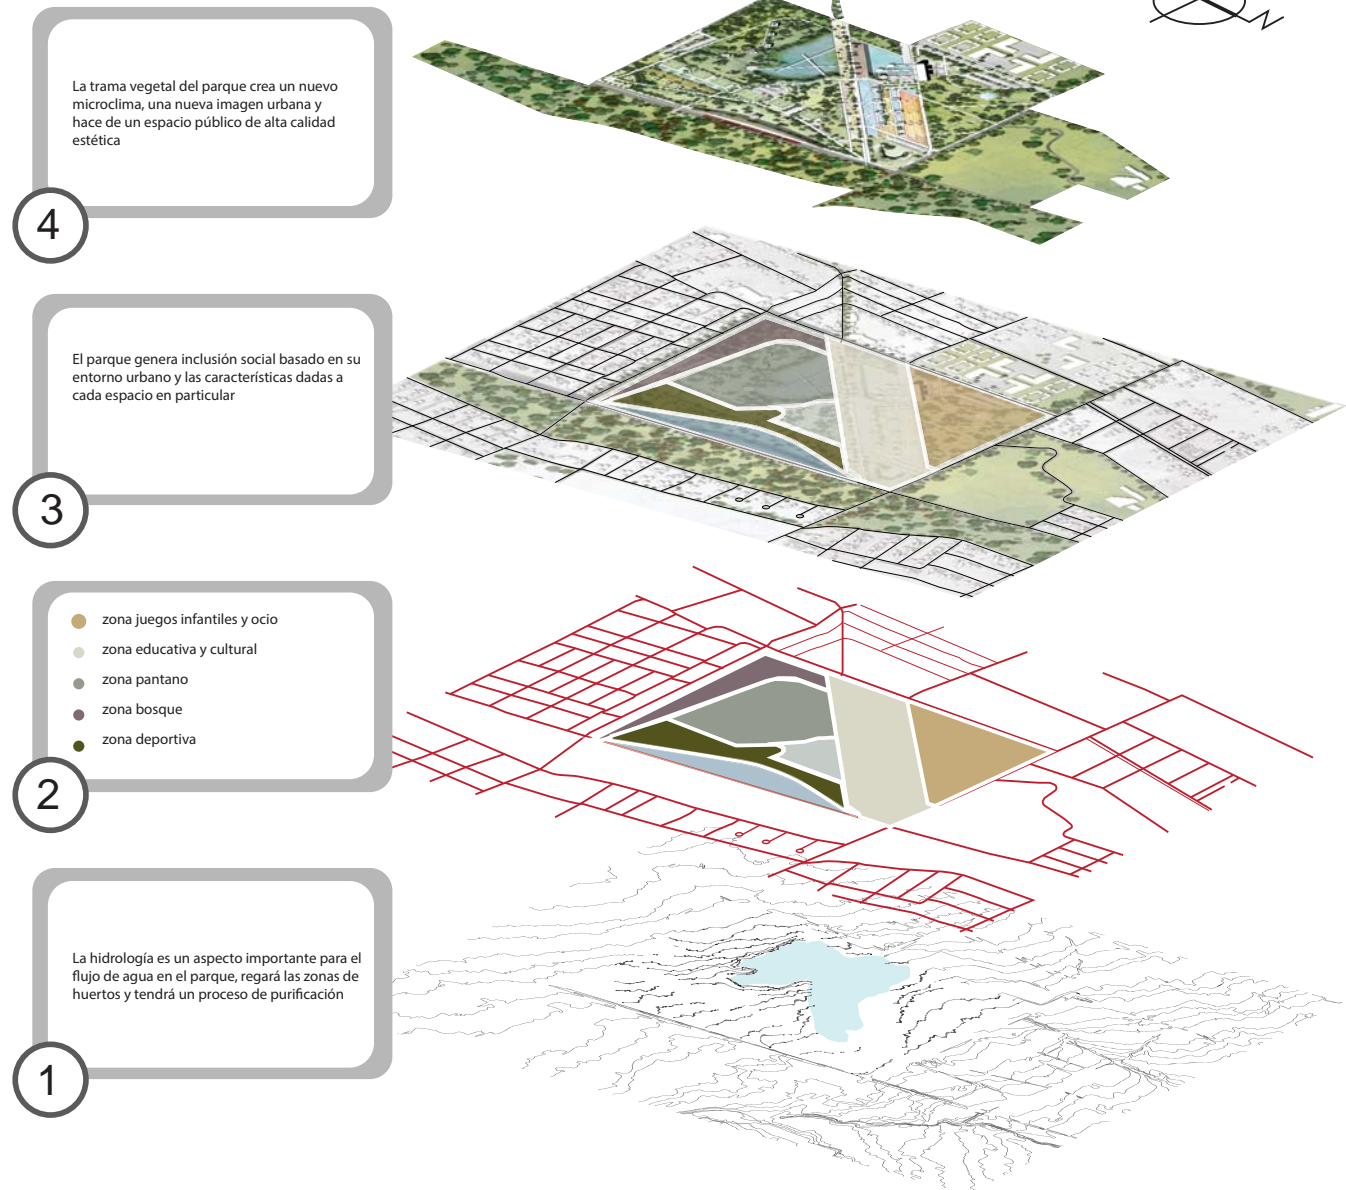 N
La trama vegetal del parque crea un nuevo
microclima, una nueva imagen urbana y
hace de un espacio público de alta calidad
estética
4
El parque genera inclusión social basado en su
entorno urbano y las características dadas a
cada espacio en particular
3
zona juegos infantiles y ocio
zona educativa y cultural
zona pantano
zona bosque
zona deportiva
2
La hidrología es un aspecto importante para el
flujo de agua en el parque, regará las zonas de
huertos y tendrá un proceso de purificación
1